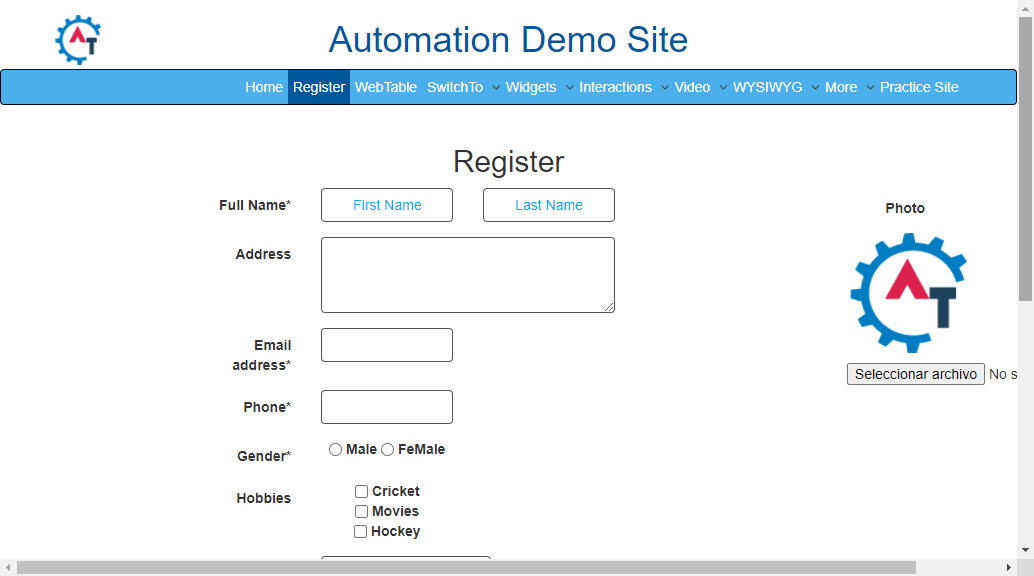 AT
Automation Demo Site
Home Register WebTable SwitchTo Widgets Interactions Video WYSIWYG More Practice Site
Register
Full Name* First Name Last Name
Photo
Address
AT
Email
address*
Seleccionar archivo No s
Phone*
Gender* Male FeMale
Hobbies Cricket
Movies
Hockey